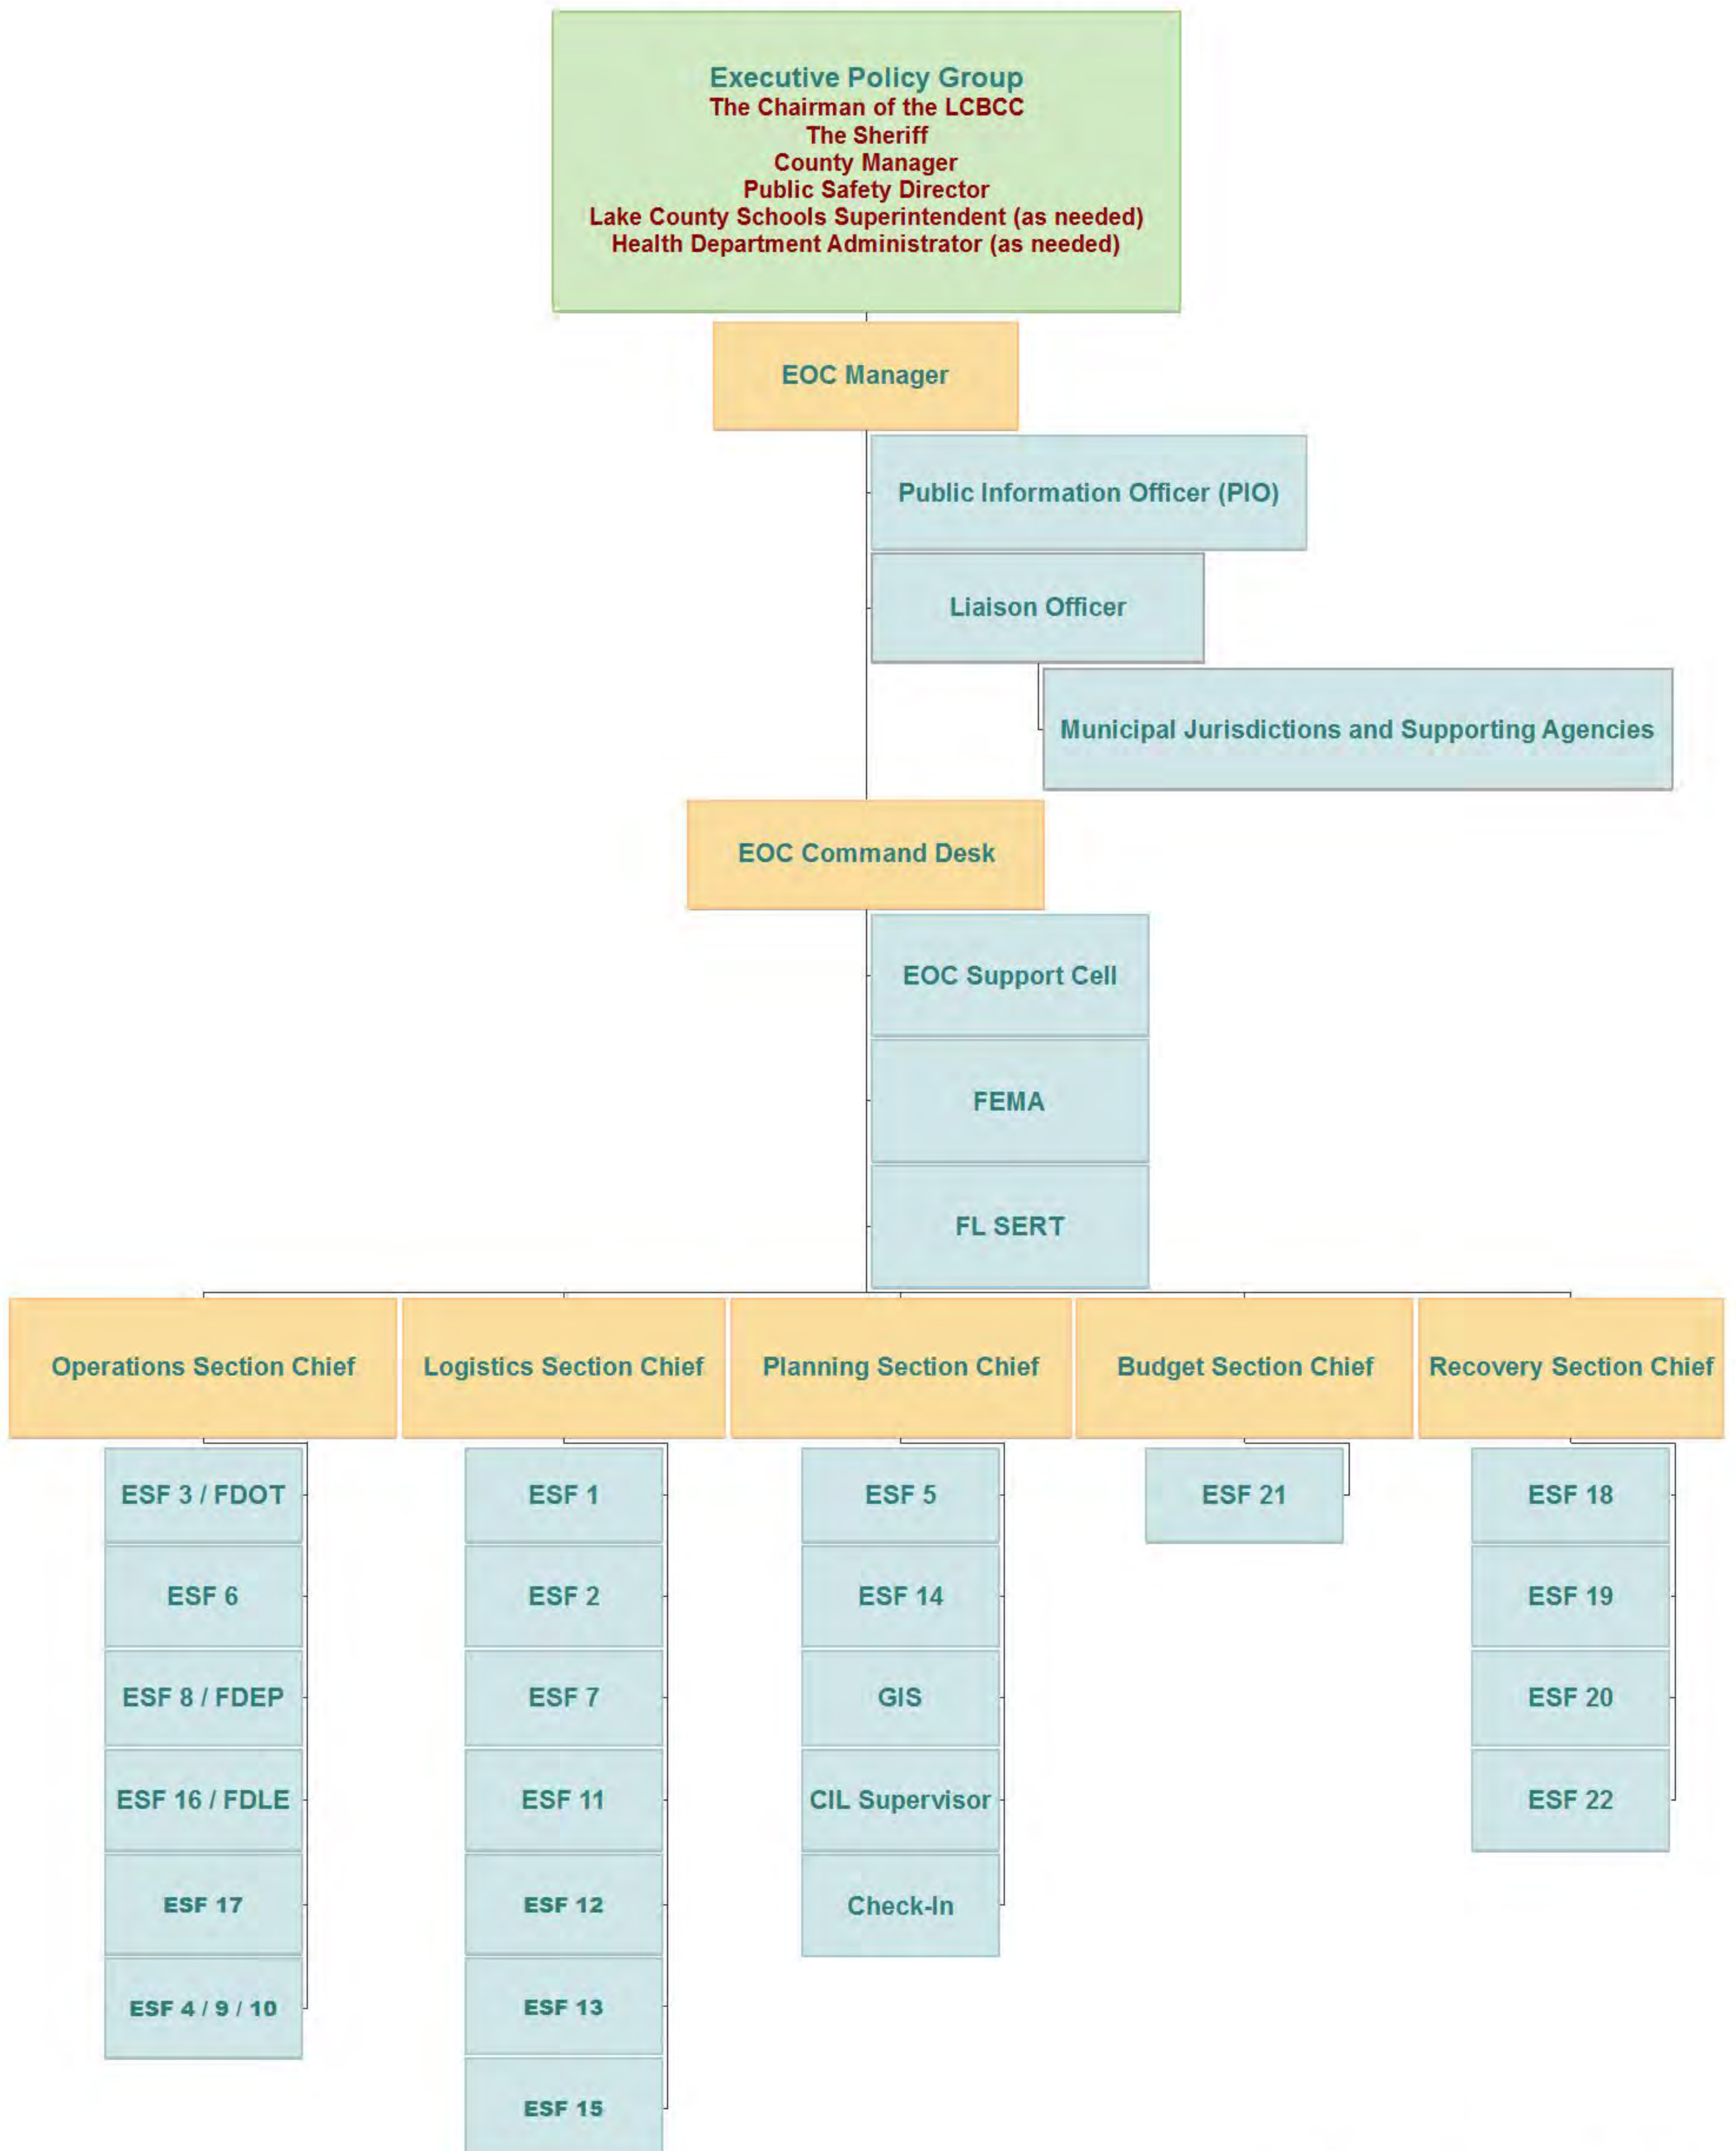 Executive Policy Group
The Chairman of the LCBCC
The Sheriff
County Manager
Public Safety Director
Lake County Schools Superintendent (as needed)
Health Department Administrator (as needed)
EOC Manager
Public Information Officer (PIO)
Liaison Officer
Municipal Jurisdictions and Supporting Agencies
EOC Command Desk
EOC Support Cell
FEMA
FL SERT
Operations Section Chief
ESF 3 / FDOT
ESF 6
ESF 8 / FDEP
ESF 16 / FDLE
ESF 17
ESF 4 / 9 / 10
Logistics Section Chief
ESF 1
ESF 2
ESF 7
ESF 11
ESF 12
ESF 13
ESF 15
Planning Section Chief
ESF 5
ESF 14
GIS
CIL Supervisor
Check-In
Budget Section Chief
ESF 21
Recovery Section Chief
ESF 18
ESF 19
ESF 20
ESF 22